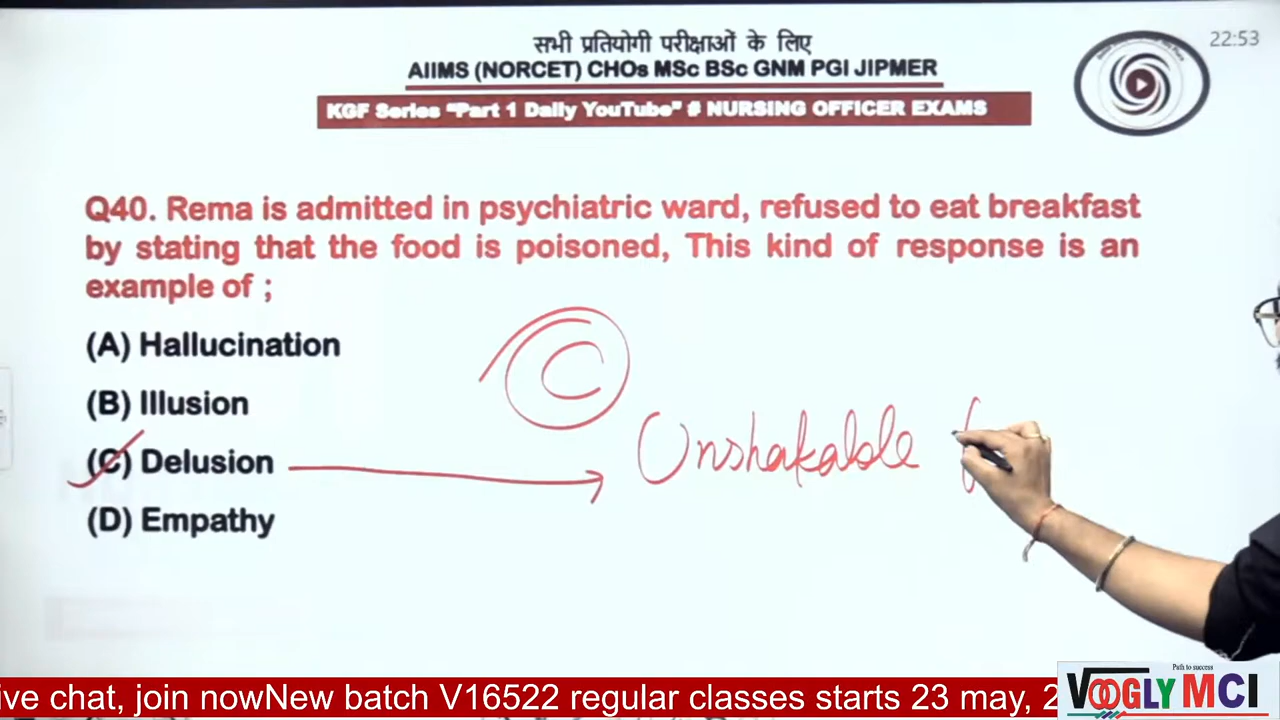 सभी प्रतियोगी परीक्षाओं के लिए
22:53
AIIMS (NORCET) CHOs MSc BSc GNM PGI JIPMER
KGF Series "Part 1 Daily YouTube" # NURSING OFFICER EXAMS
Q40. Rema is admitted in psychiatric ward, refused to eat breakfast
by stating that the food is poisoned, This kind of response is an
example of ;
(A) Hallucination
(B) Illusion
(C) Delusion
(D) Empathy
C
Unshakable
Path to success
VOOGLY MCI
ive chat, join nowNew batch V16522 regular classes starts 23 may, 2